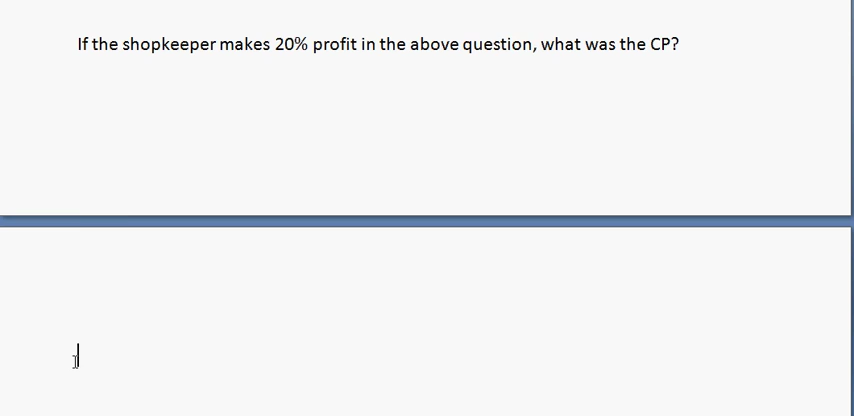 If the shopkeeper makes 20% profit in the above question, what was the CP?